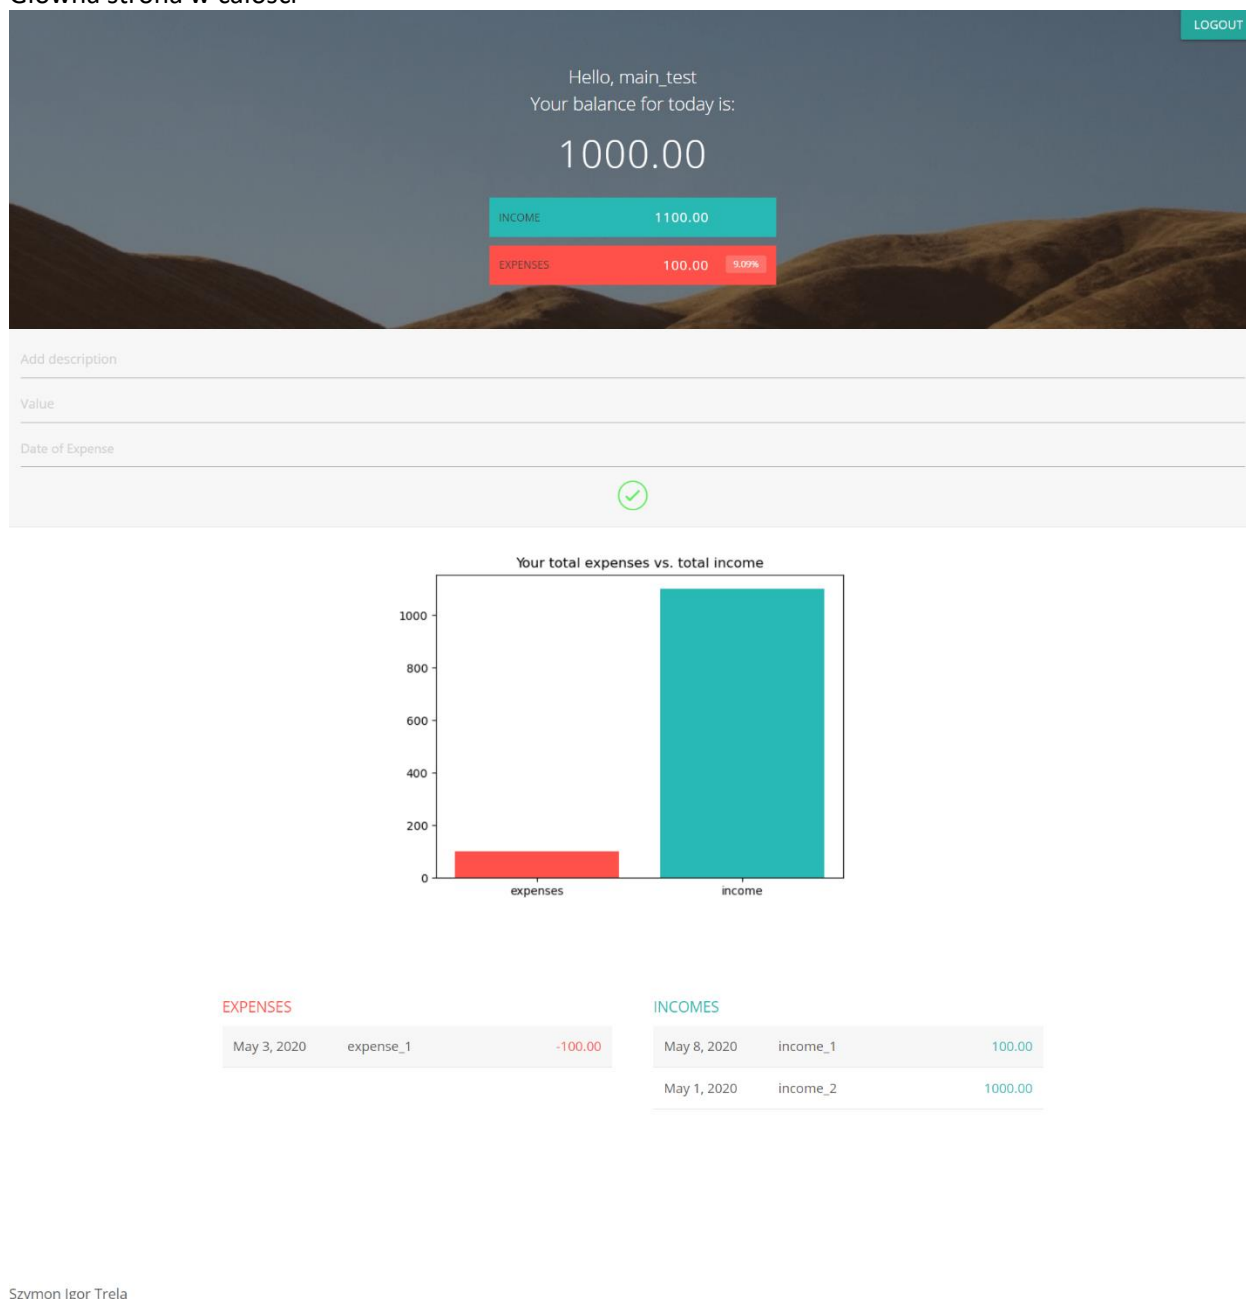 Główna strona w całości
LOGOUT
Hello, main_test
Your balance for today is:
1000.00
INCOME 1100.00
EXPENSES 100.00 9.09%
Add description
Value
Date of Expense
Your total expenses vs. total income
1000
800
600
400
200
0
expenses income
EXPENSES
May 3, 2020 expense_1 -100.00
INCOMES
May 8, 2020 income_1 100.00
May 1, 2020 income_2 1000.00
Szymon Igor Trela